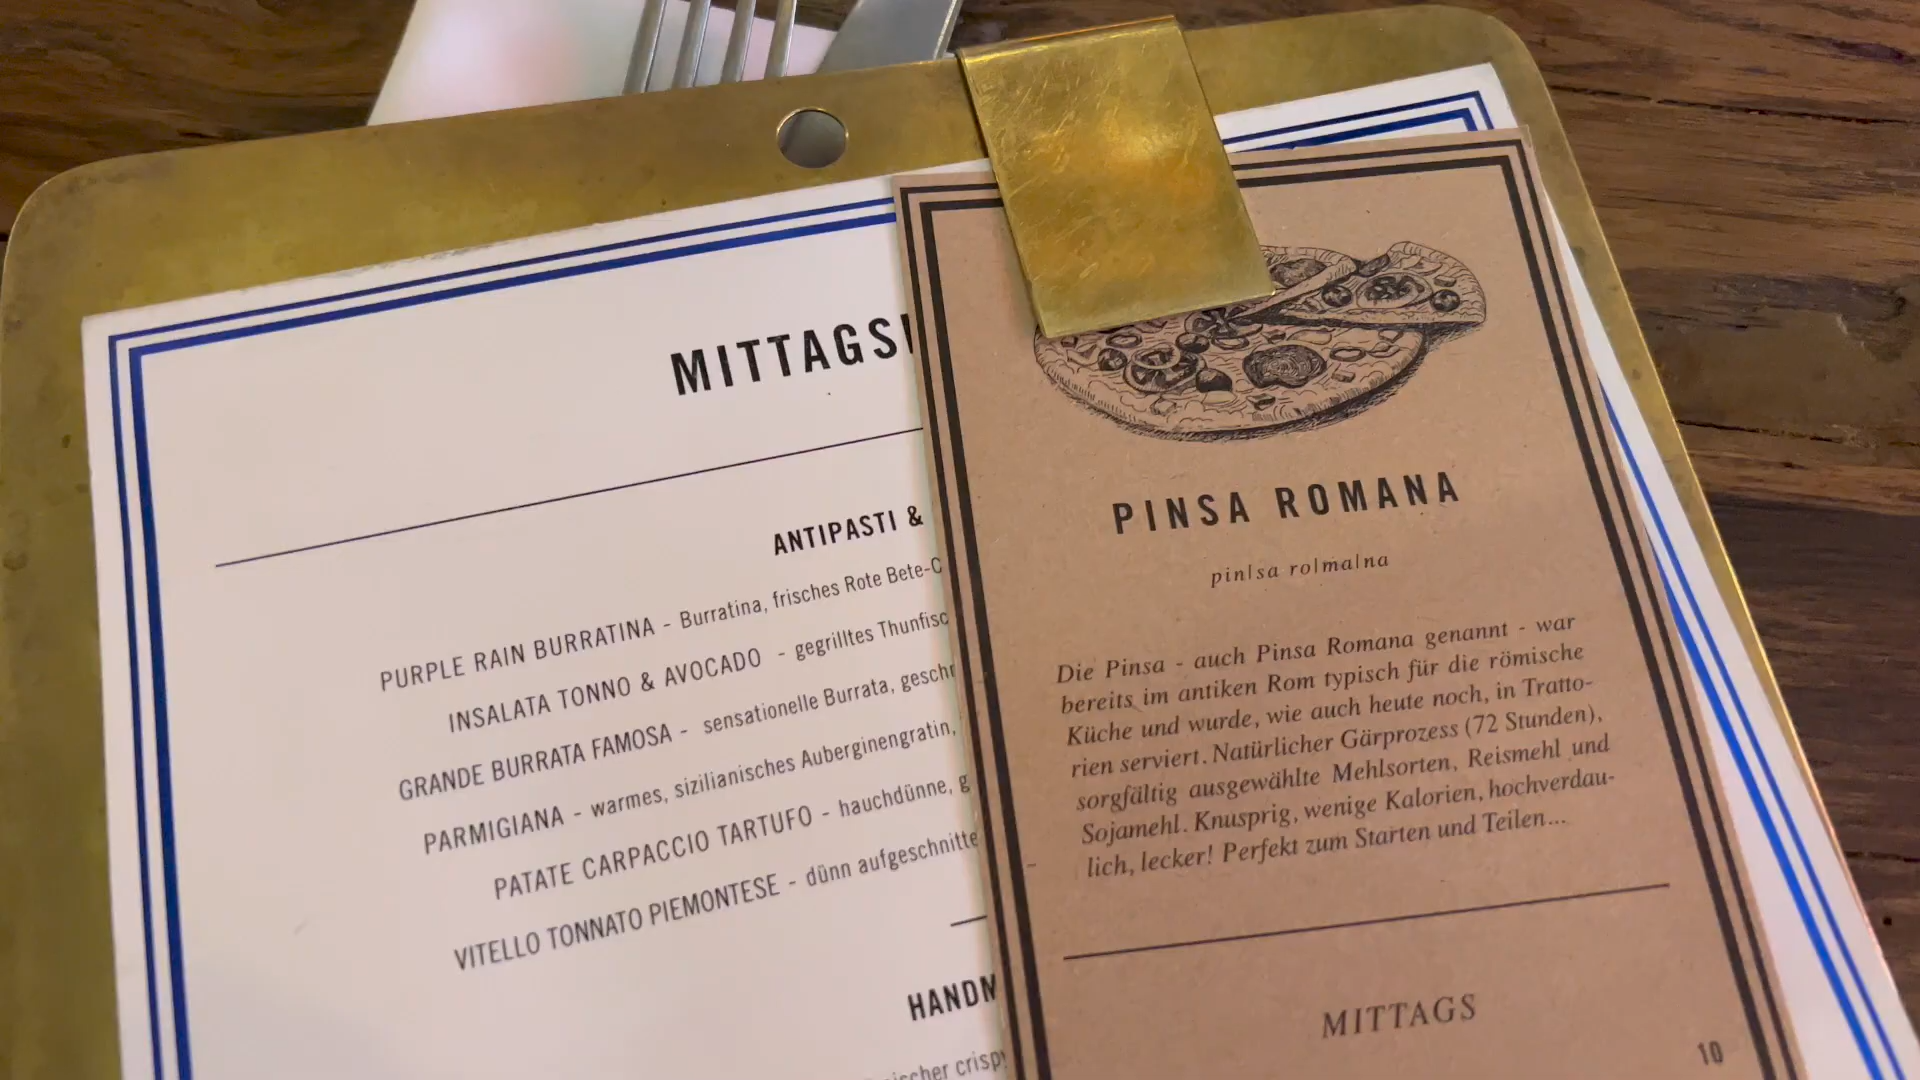 MITTAGS
ANTIPASTI &
PURPLE RAIN BURRATINA - Burratina, frisches Rote Bete-C
INSALATA TONNO & AVOCADO - gegrilltes Thunfisc
GRANDE BURRATA FAMOSA - sensationelle Burrata, geschr
PARMIGIANA - warmes, sizilianisches Auberginengratin,
PATATE CARPACCIO TARTUFO - hauchdünne, g
VITELLO TONNATO PIEMONTESE - dünn aufgeschnitte
HANDM
ischer crispy
PINSA ROMANA
pin|sa ro|ma|na
Die Pinsa - auch Pinsa Romana genannt - war
bereits im antiken Rom typisch für die römische
Küche und wurde, wie auch heute noch, in Tratto-
rien serviert. Natürlicher Gärprozess (72 Stunden),
sorgfältig ausgewählte Mehlsorten, Reismehl und
Sojamehl. Knusprig, wenige Kalorien, hochverdau-
lich, lecker! Perfekt zum Starten und Teilen...
MITTAGS
10